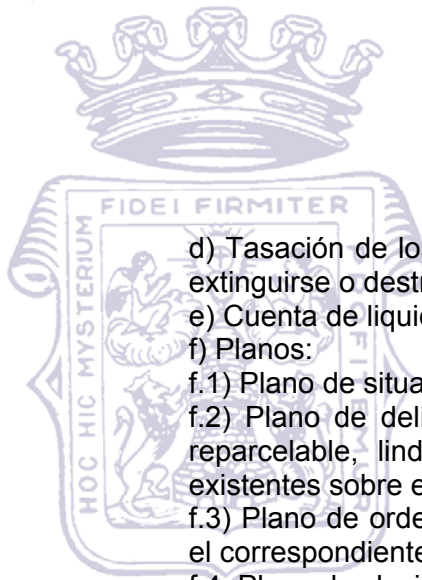 FIDEI FIRMITER
HOC HIC MYSTERIUM
d) Tasación de los
extinguirse o destr
e) Cuenta de liquid
f) Planos:
f.1) Plano de situa
f.2) Plano de deli
reparcelable, lind
existentes sobre e
f.3) Plano de orde
el correspondiente